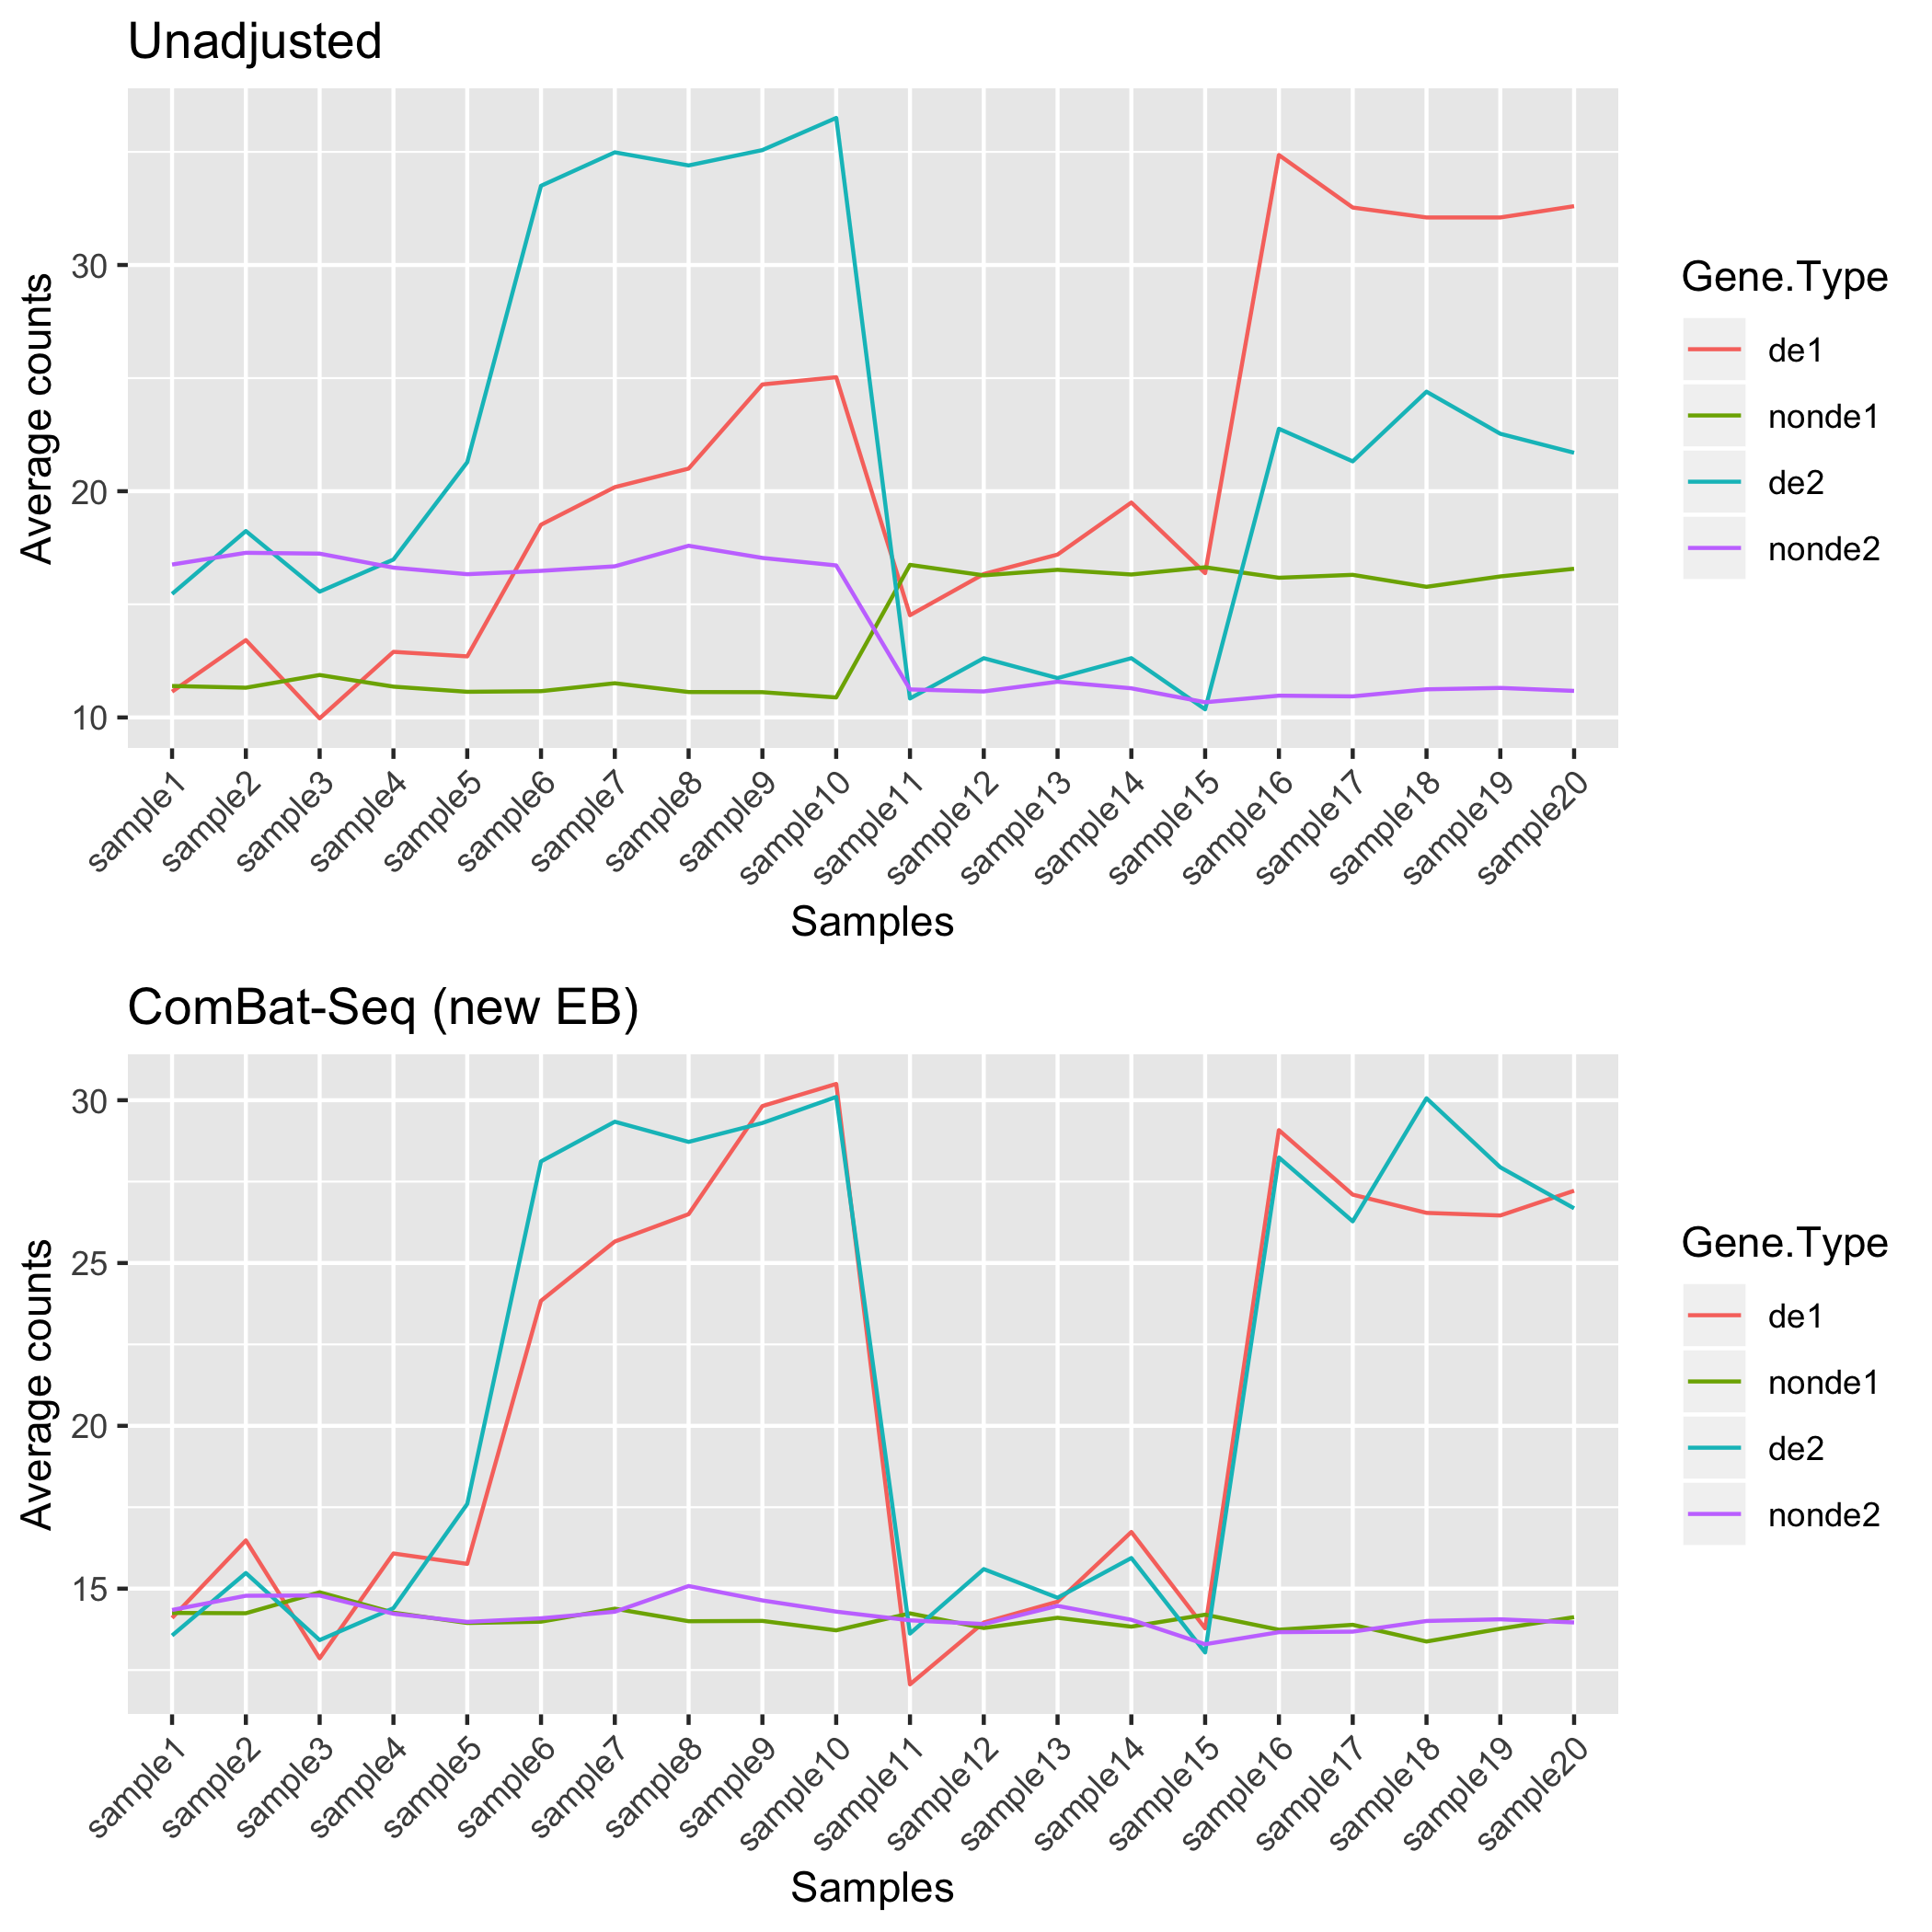 Unadjusted
Average counts
30
20
10
sample1
sample2
sample3
sample4
sample5
sample6
sample7
sample8
sample9
sample10
sample11
sample12
sample13
sample14
sample15
sample16
sample17
sample18
sample19
sample20
Samples
Gene.Type
de1
nonde1
de2
nonde2
ComBat-Seq (new EB)
Average counts
30
25
20
15
sample1
sample2
sample3
sample4
sample5
sample6
sample7
sample8
sample9
sample10
sample11
sample12
sample13
sample14
sample15
sample16
sample17
sample18
sample19
sample20
Samples
Gene.Type
de1
nonde1
de2
nonde2